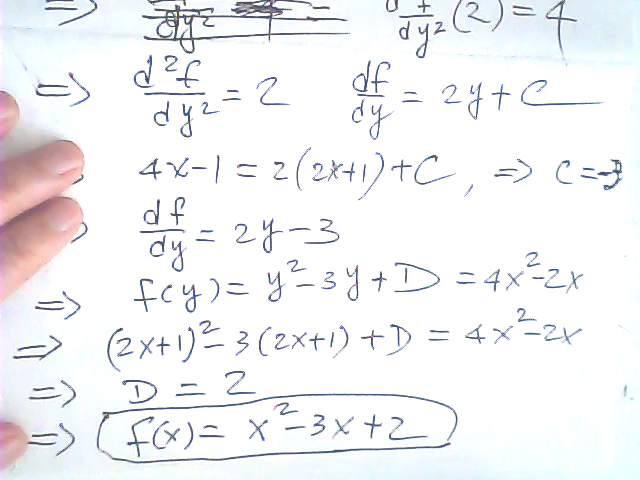 => dy² = d²f/dy² (2) = 4
=> d²f/dy² = 2 df/dy = 2y + C
4x - 1 = 2(2x+1) + C, => C = -3
df/dy = 2y - 3
=> f(y) = y² - 3y + D = 4x² - 2x
=> (2x+1)² - 3(2x+1) + D = 4x² - 2x
=> D = 2
=> f(x) = x² - 3x + 2